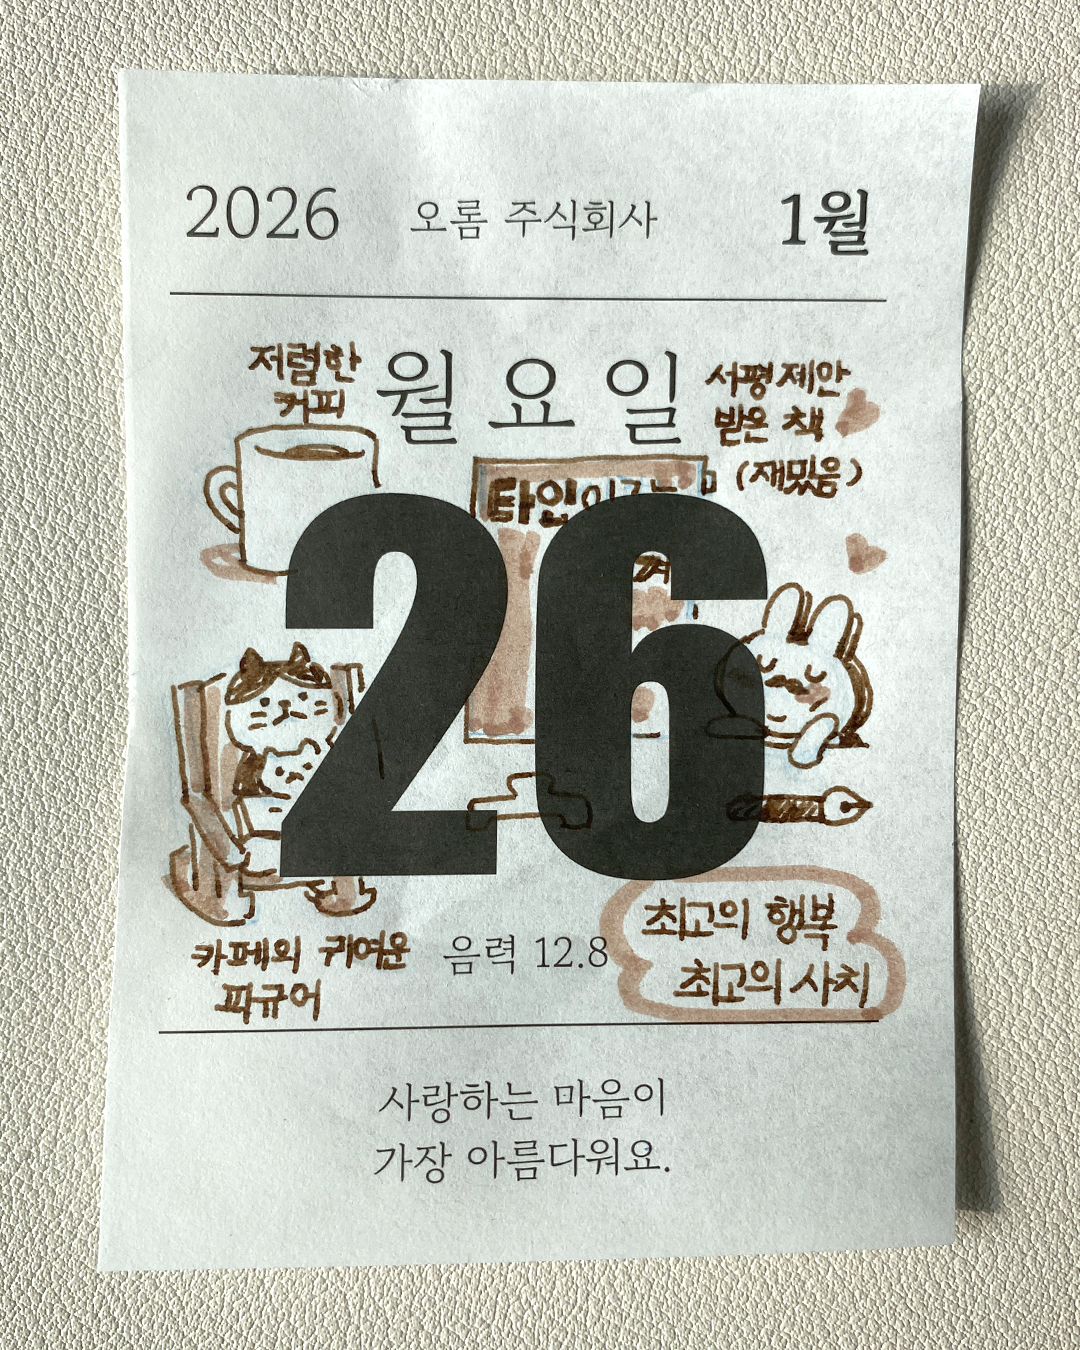 2026 오롬 주식회사 1월
저렴한
커피
월요일
서평 제안
받은 책
(재밌음)
타인
26
카페의 귀여운
피규어
음력 12.8
최고의 행복
최고의 사치
사랑하는 마음이
가장 아름다워요.